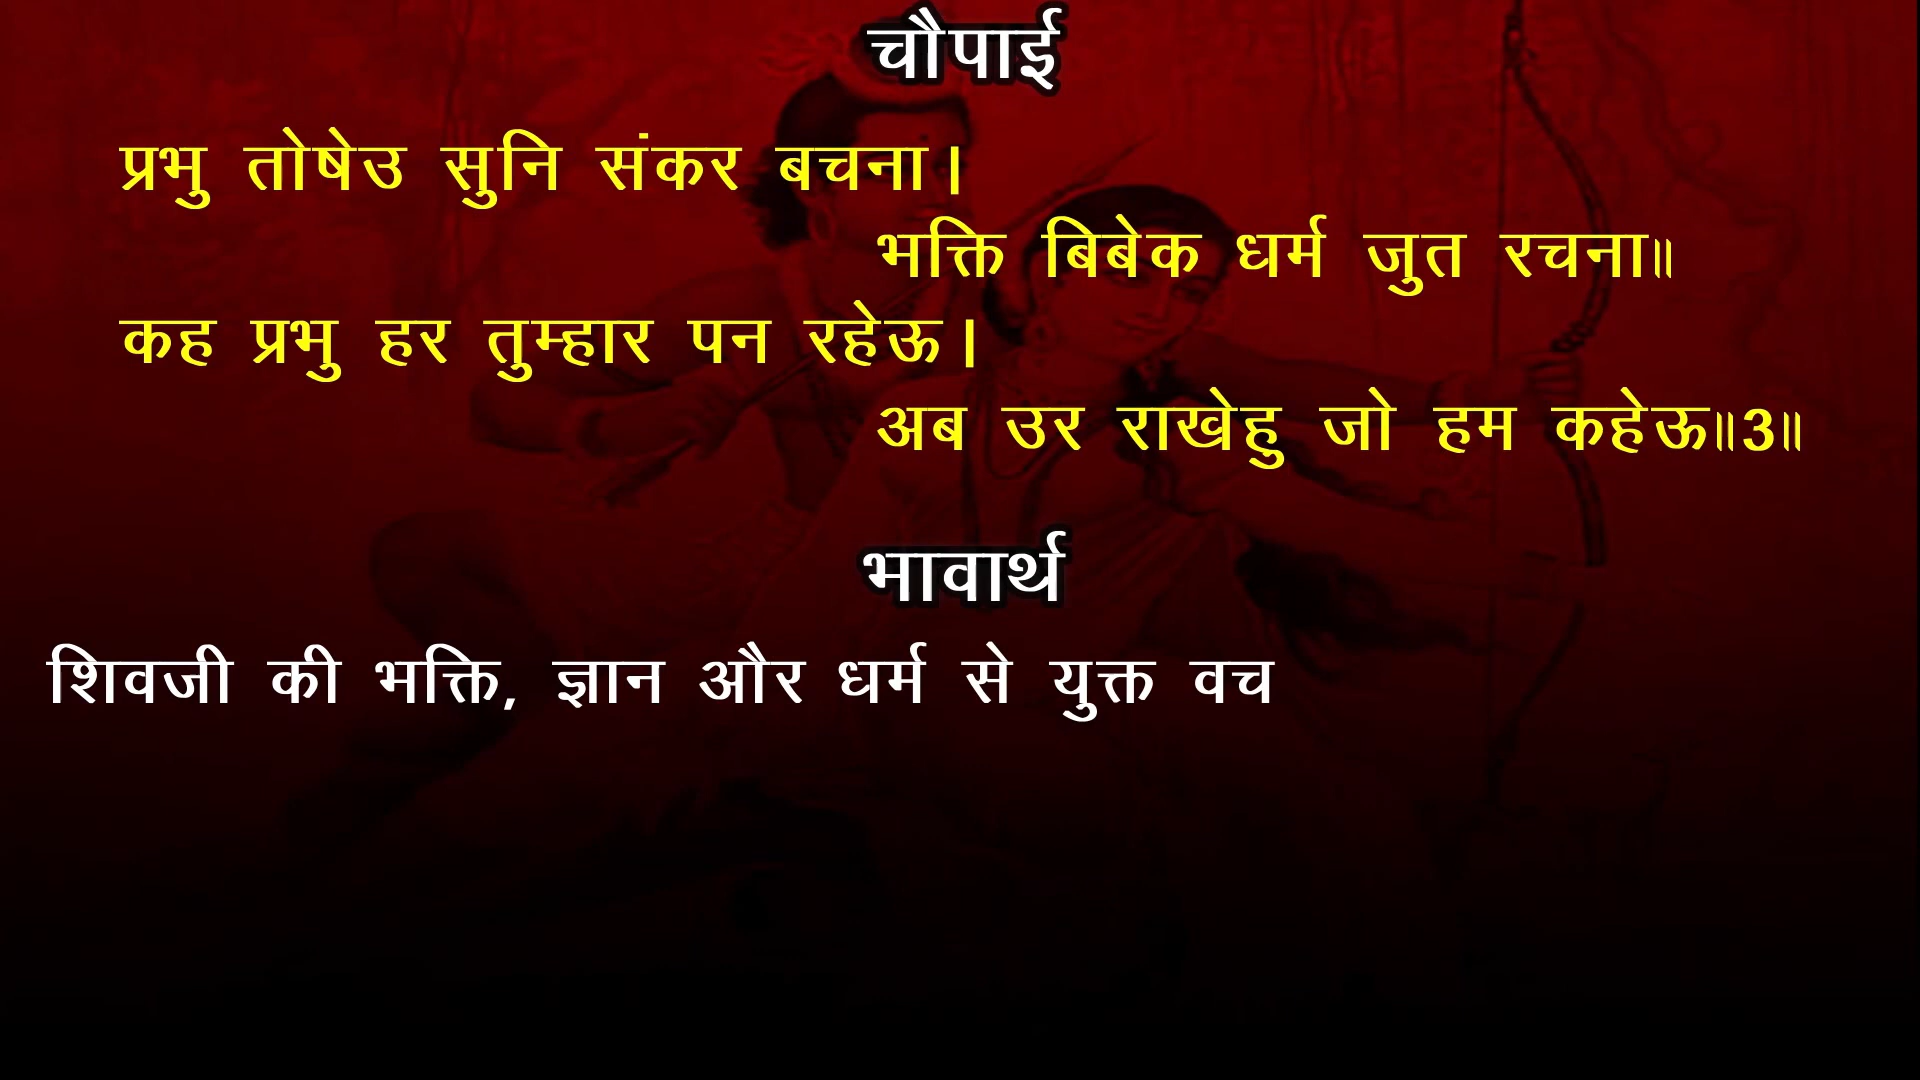 चौपाई
प्रभु तोषेउ सुनि संकर बचना।
भक्ति बिबेक धर्म जुत रचना॥
कह प्रभु हर तुम्हार पन रहेऊ।
अब उर राखेहु जो हम कहेऊ॥3॥
भावार्थ
शिवजी की भक्ति, ज्ञान और धर्म से युक्त वच